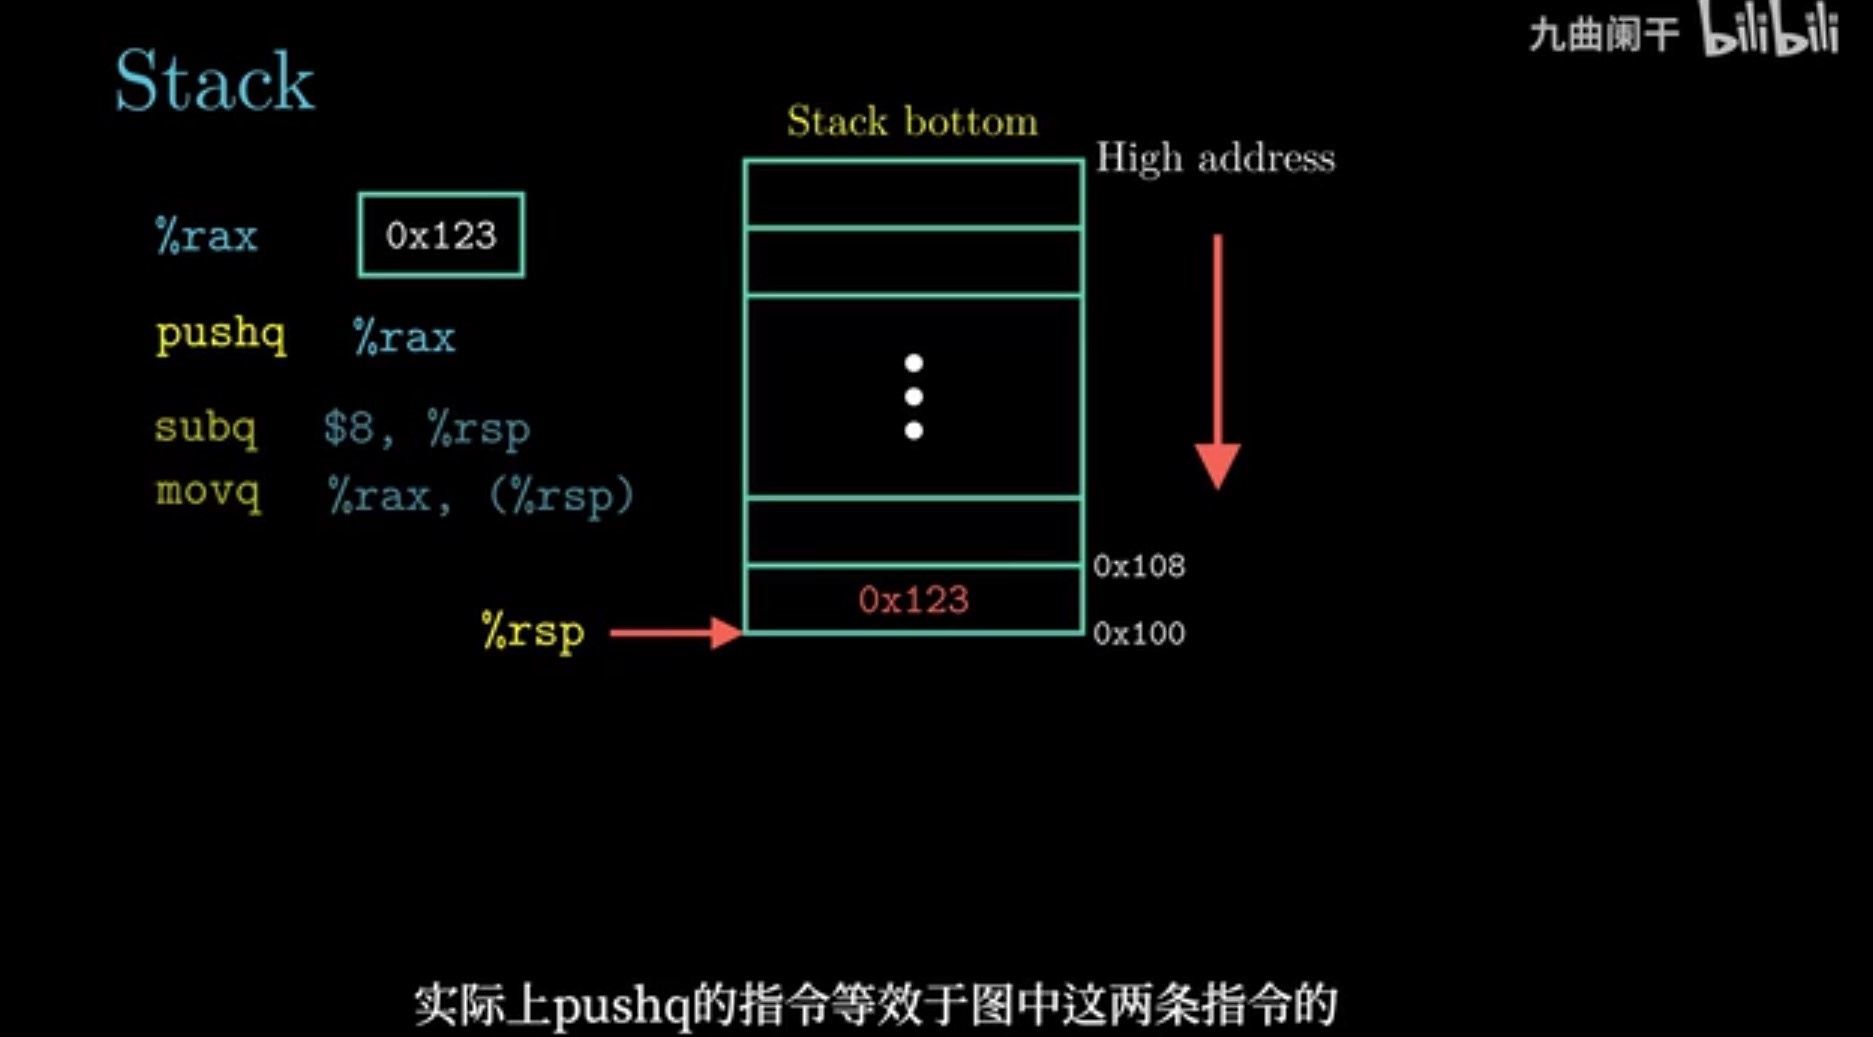 九曲阑干 bilibili
Stack
Stack bottom
High address
%rax 0x123
pushq %rax
subq $8, %rsp
movq %rax, (%rsp)
0x108
0x123
%rsp
0x100
实际上pushq的指令等效于图中这两条指令的